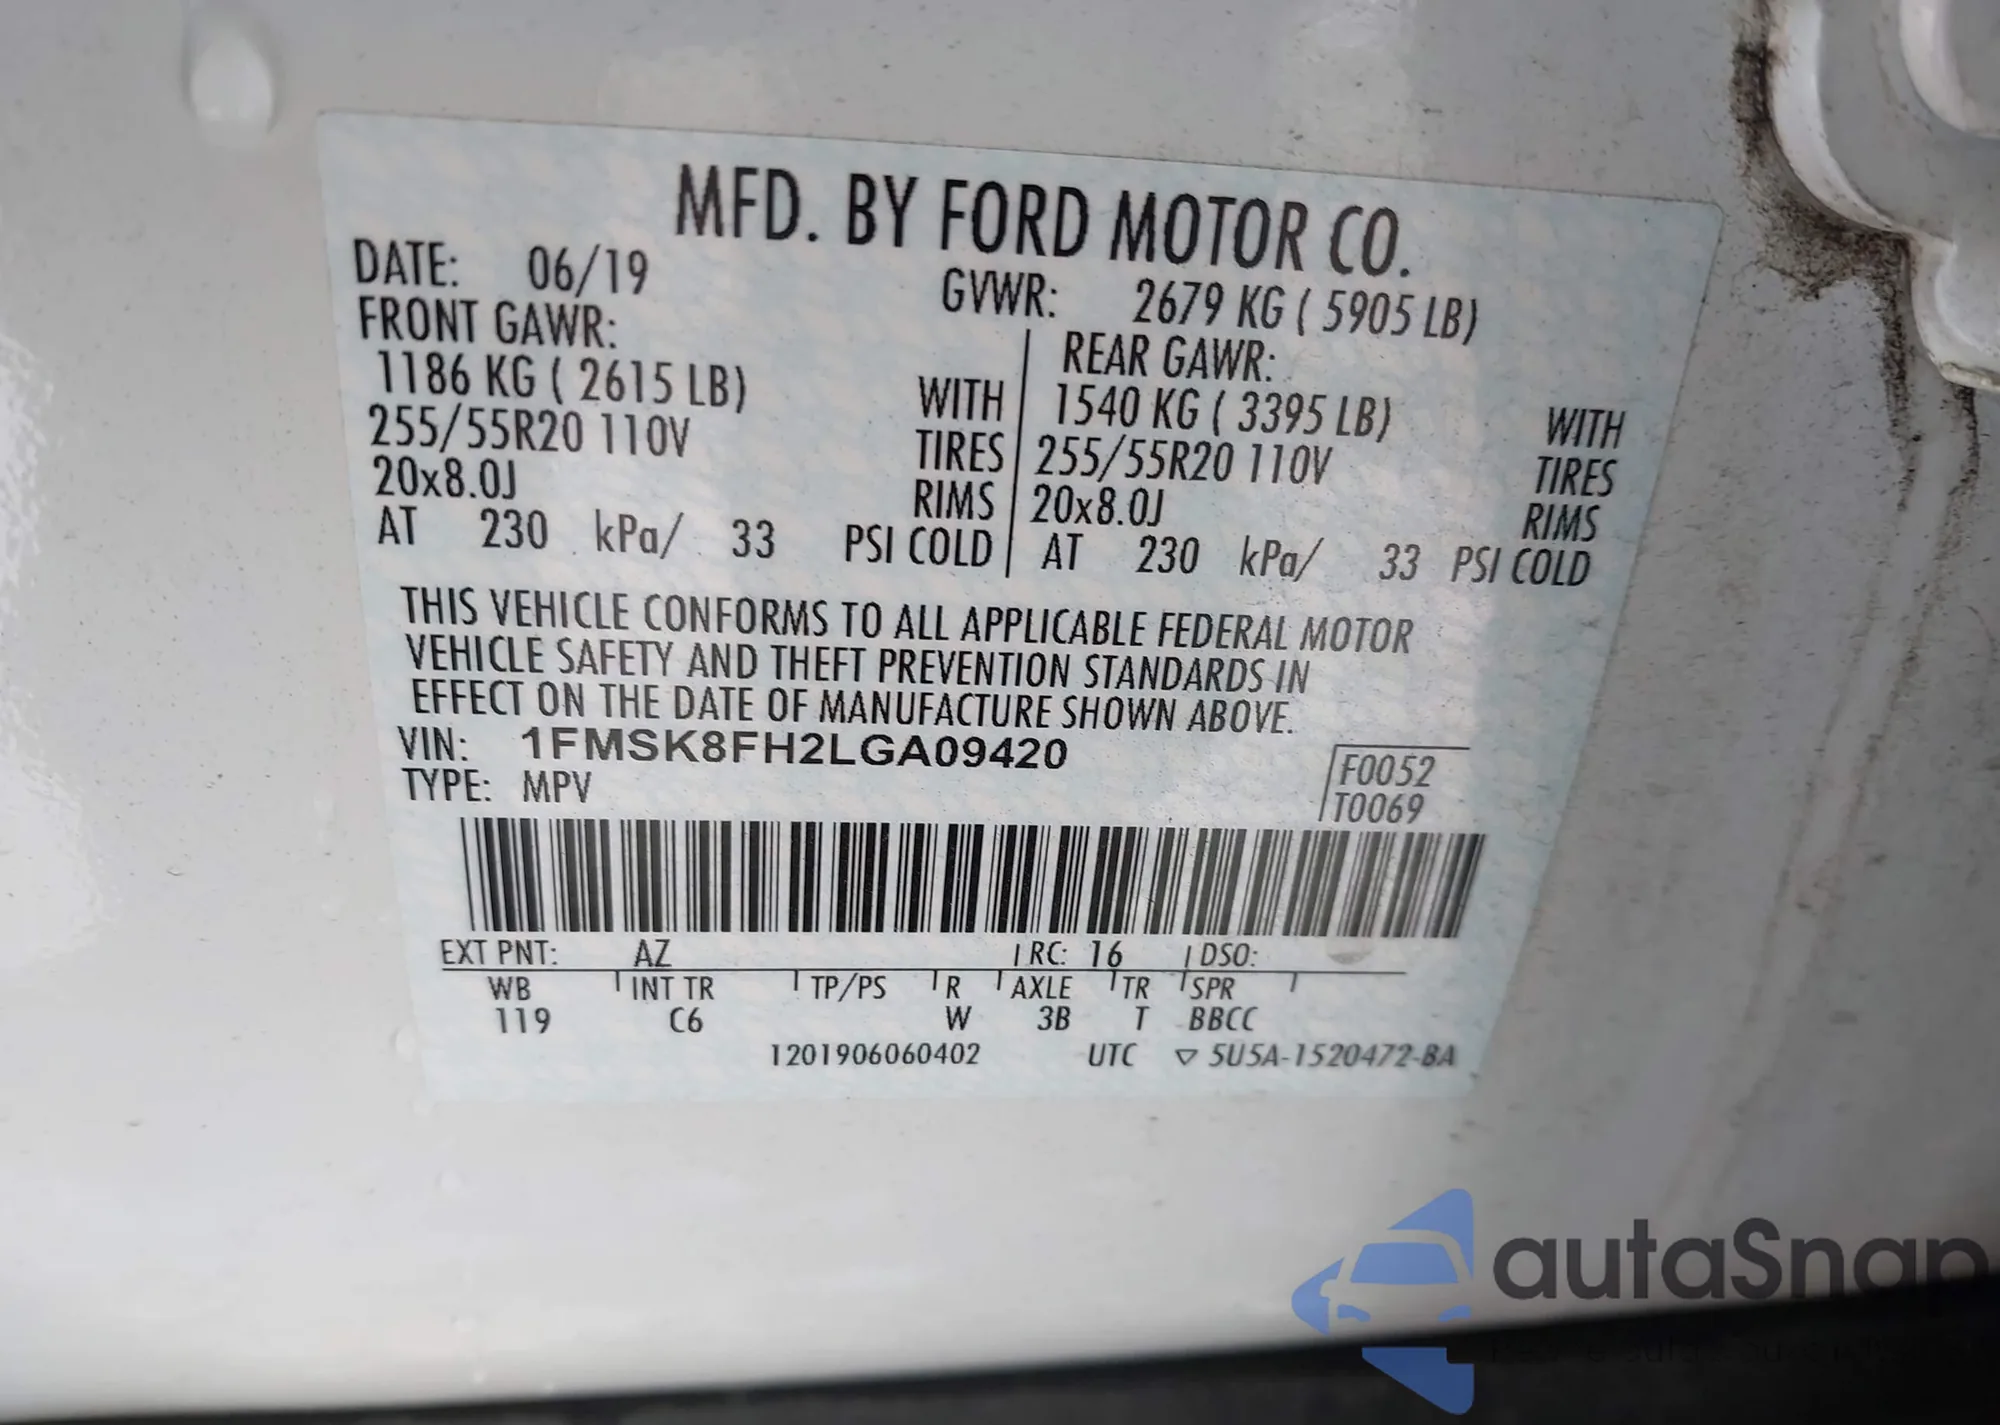 MFD. BY FORD MOTOR CO.
DATE: 06/19 GVWR: 2679 KG ( 5905 LB)
FRONT GAWR: REAR GAWR:
1186 KG ( 2615 LB) WITH 1540 KG ( 3395 LB) WITH
255/55R20 110V TIRES 255/55R20 110V TIRES
20x8.0J RIMS 20x8.0J RIMS
AT 230 kPa/ 33 PSI COLD AT 230 kPa/ 33 PSI COLD
THIS VEHICLE CONFORMS TO ALL APPLICABLE FEDERAL MOTOR
VEHICLE SAFETY AND THEFT PREVENTION STANDARDS IN
EFFECT ON THE DATE OF MANUFACTURE SHOWN ABOVE.
VIN: 1FMSK8FH2LGA09420
TYPE: MPV
F0052
T0069
EXT PNT: AZ RC: 16 DSO:
WB INT TR TP/PS R AXLE TR SPR
119 C6 W 3B T BBCC
1201906060402 UTC ▽ 5U5A-1520472-BA
autaSnap